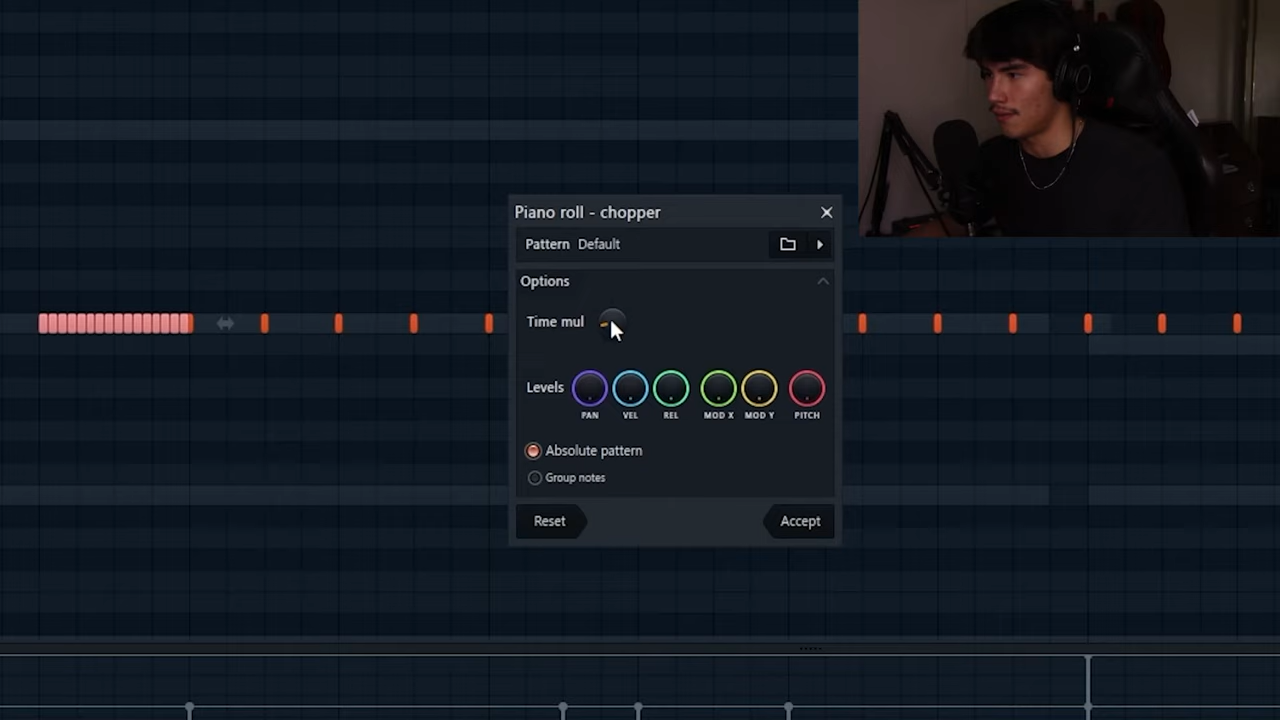 Piano roll - chopper
Pattern Default
Options
Time mul
Levels
PAN VEL REL MOD X MOD Y PITCH
Absolute pattern
Group notes
Reset Accept